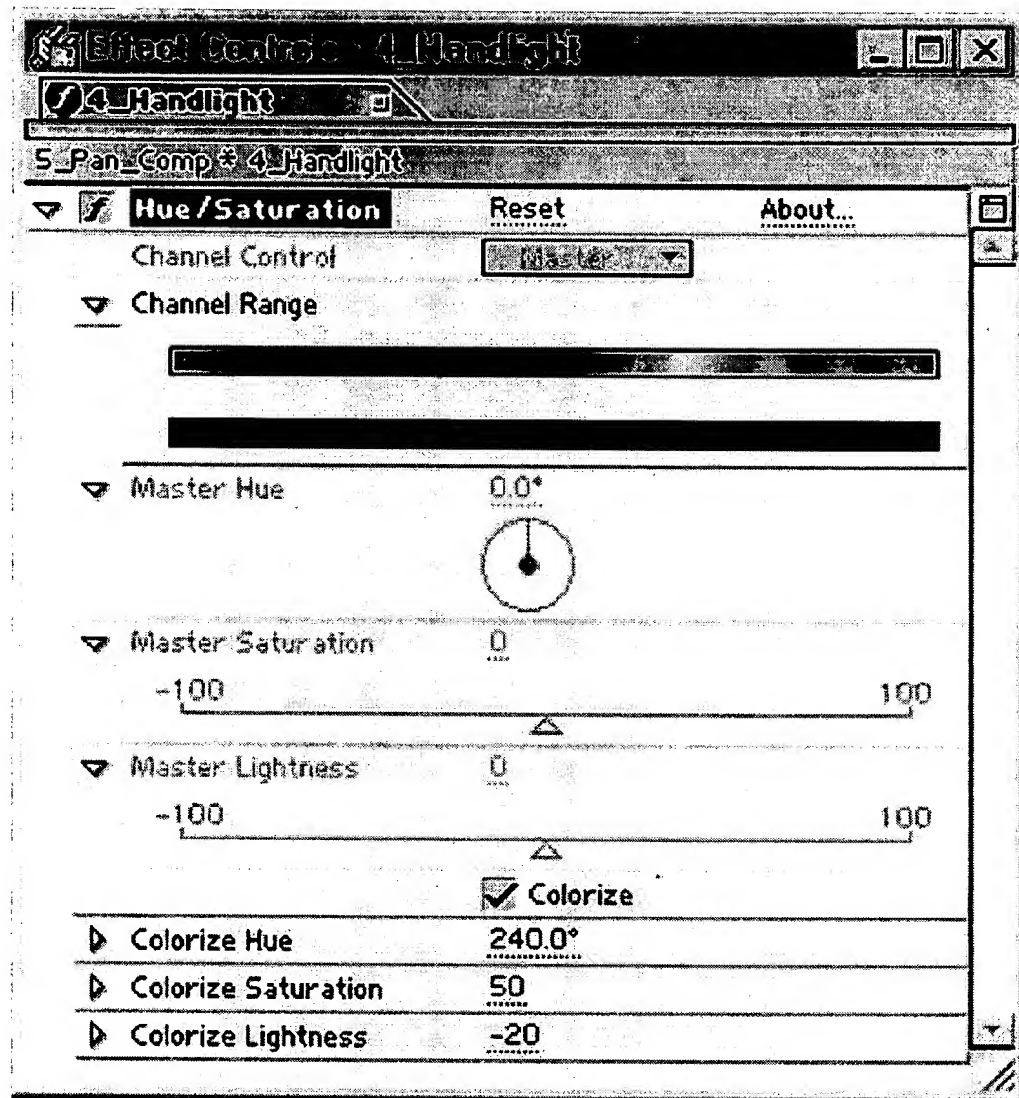 Effect Controls - 4_Handlight
4_Handlight
5_Pan_Comp * 4_Handlight
Hue/Saturation Reset About...
Channel Control Master
Channel Range
Master Hue 0.0°
Master Saturation 0
-100 100
Master Lightness 0
-100 100
Colorize
Colorize Hue 240.0°
Colorize Saturation 50
Colorize Lightness -20